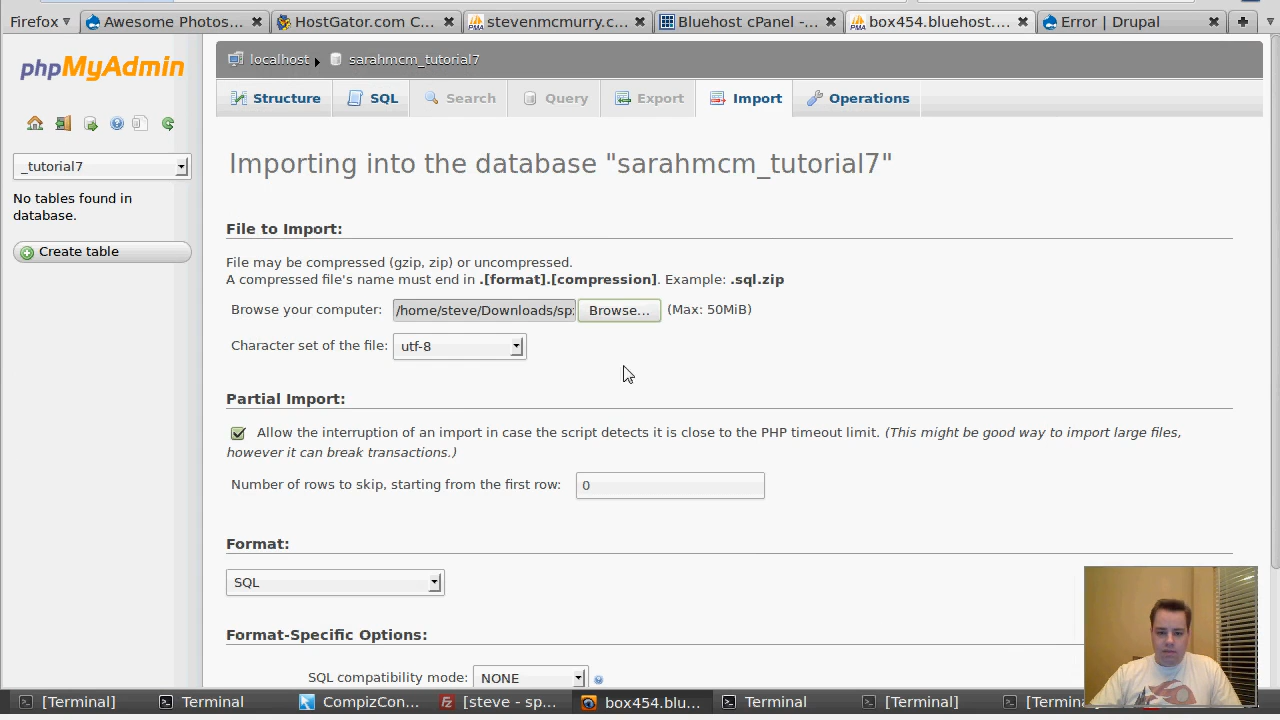 Firefox
Awesome Photos...
HostGator.com C...
stevenmcmurry.c...
Bluehost cPanel - ...
box454.bluehost....
Error | Drupal
phpMyAdmin
localhost
sarahmcm_tutorial7
Structure
SQL
Search
Query
Export
Import
Operations
_tutorial7
No tables found in
database.
Create table
Importing into the database "sarahmcm_tutorial7"
File to Import:
File may be compressed (gzip, zip) or uncompressed.
A compressed file's name must end in .[format].[compression]. Example: .sql.zip
Browse your computer: /home/steve/Downloads/sp Browse... (Max: 50MiB)
Character set of the file: utf-8
Partial Import:
Allow the interruption of an import in case the script detects it is close to the PHP timeout limit. (This might be good way to import large files,
however it can break transactions.)
Number of rows to skip, starting from the first row: 0
Format:
SQL
Format-Specific Options:
SQL compatibility mode: NONE
[Terminal]
Terminal
CompizCon...
[steve - sp...
box454.blu...
Terminal
[Terminal]